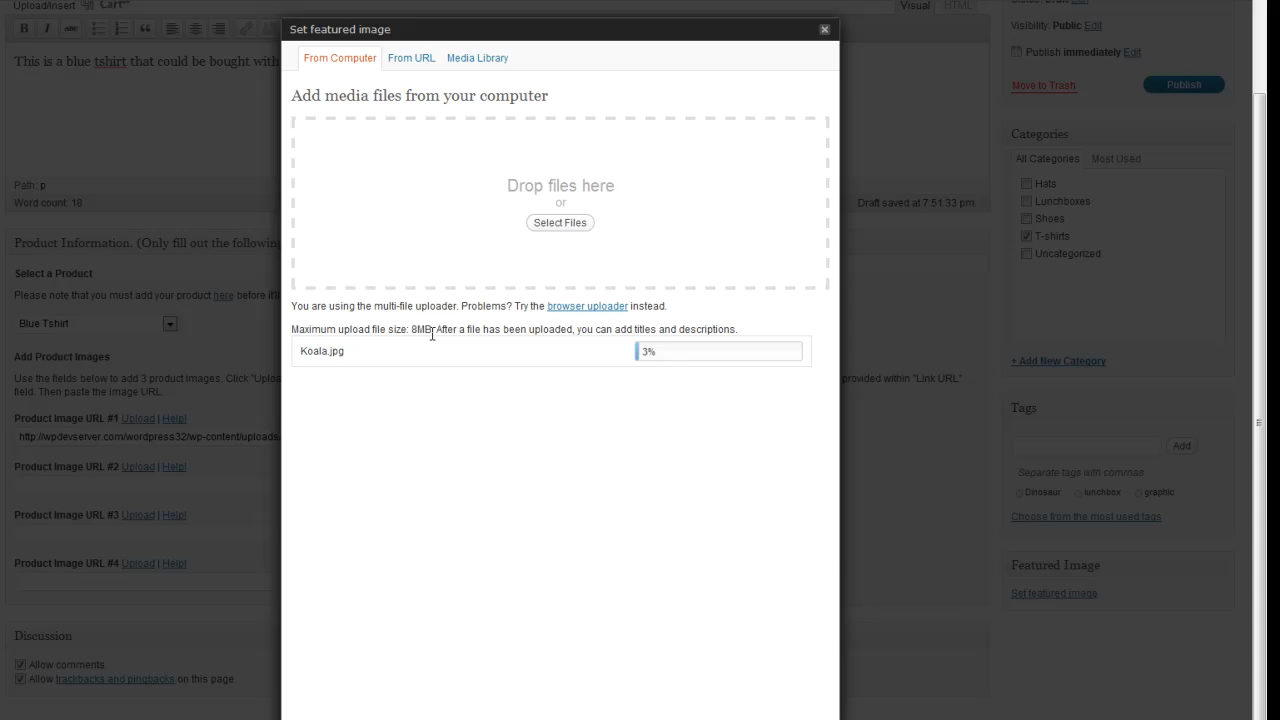 Upload/Insert Cart
Visual HTML
Visibility: Public Edit
Publish immediately Edit
Move to Trash Publish
This is a blue tshirt that could be bought with
Path: p
Word count: 18 Draft saved at 7:51:33 pm.
Product Information. (Only fill out the following
Select a Product
Please note that you must add your product here before it'll
Blue Tshirt
Add Product Images
Use the fields below to add 3 product images. Click "Uploa provided within "Link URL"
field. Then paste the image URL.
Product Image URL #1 Upload | Help!
http://wpdevserver.com/wordpress32/wp-content/uploads/
Product Image URL #2 Upload | Help!
Product Image URL #3 Upload | Help!
Product Image URL #4 Upload | Help!
Discussion
Allow comments.
Allow trackbacks and pingbacks on this page.
Set featured image
From Computer From URL Media Library
Add media files from your computer
Drop files here
or
Select Files
You are using the multi-file uploader. Problems? Try the browser uploader instead.
Maximum upload file size: 8MB. After a file has been uploaded, you can add titles and descriptions.
Koala.jpg 3%
Categories
All Categories Most Used
Hats
Lunchboxes
Shoes
T-shirts
Uncategorized
+ Add New Category
Tags
Add
Separate tags with commas
Dinosaur lunchbox graphic
Choose from the most used tags
Featured Image
Set featured image